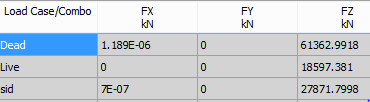 Load Case/Combo FX FY FZ
kN kN kN
Dead 1.189E-06 0 61362.9918
Live 0 0 18597.381
sid 7E-07 0 27871.7998